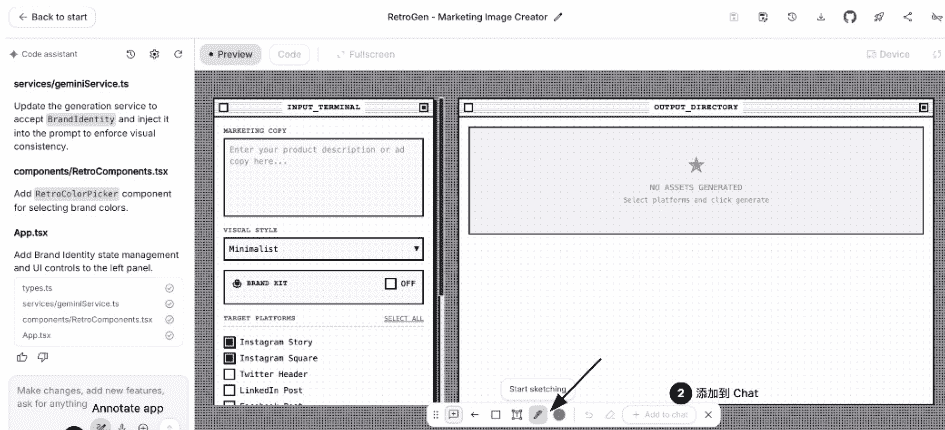 ← Back to start
RetroGen - Marketing Image Creator
Code assistant
Preview
Code
Fullscreen
Device
services/geminiService.ts
Update the generation service to
accept BrandIdentity and inject it
into the prompt to enforce visual
consistency.
components/RetroComponents.tsx
Add RetroColorPicker component
for selecting brand colors.
App.tsx
Add Brand Identity state management
and UI controls to the left panel.
types.ts
services/geminiService.ts
components/RetroComponents.tsx
App.tsx
Make changes, add new features,
ask for anything
Annotate app
INPUT_TERMINAL
MARKETING COPY
Enter your product description or ad
copy here...
VISUAL STYLE
Minimalist
BRAND KIT
OFF
TARGET PLATFORMS
SELECT ALL
Instagram Story
Instagram Square
Twitter Header
LinkedIn Post
OUTPUT_DIRECTORY
NO ASSETS GENERATED
Select platforms and click generate
Start sketching
2 添加到 Chat
+ Add to chat